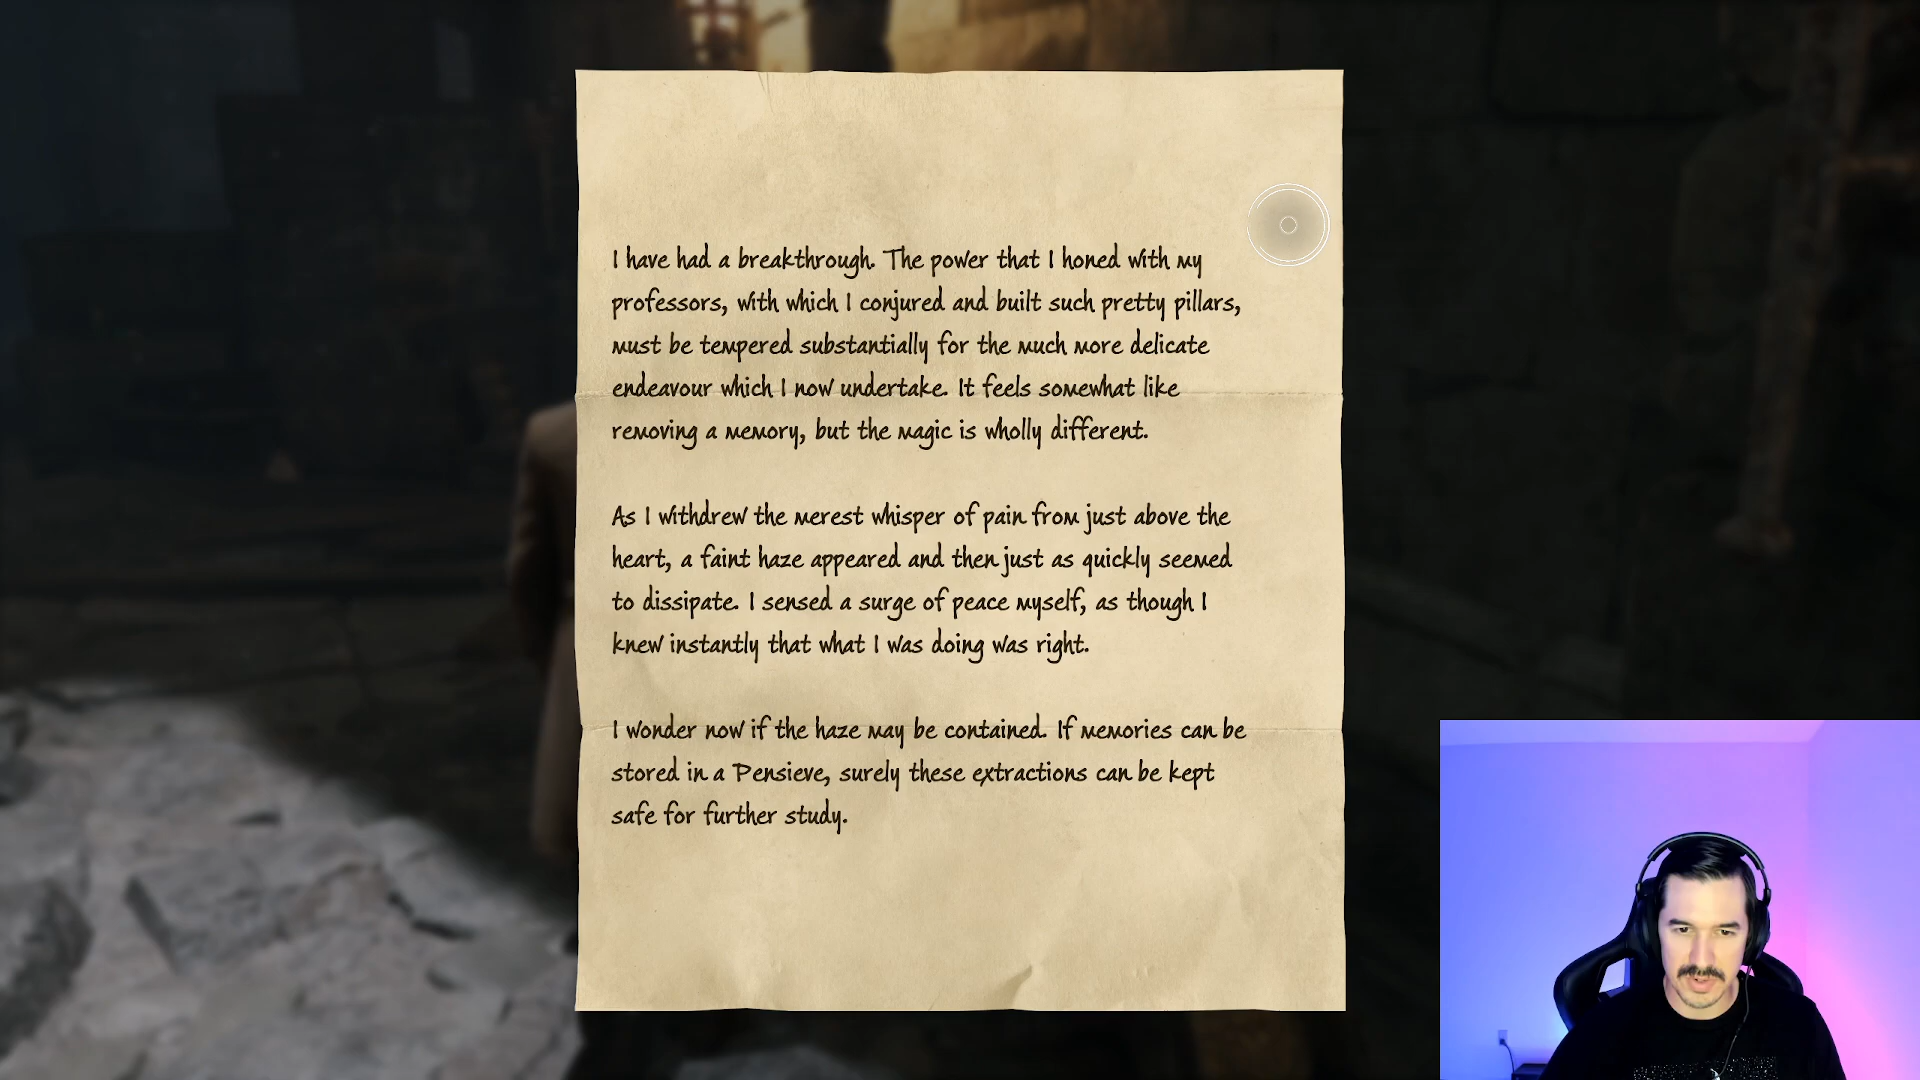 I have had a breakthrough. The power that I honed with my
professors, with which I conjured and built such pretty pillars,
must be tempered substantially for the much more delicate
endeavour which I now undertake. It feels somewhat like
removing a memory, but the magic is wholly different.
As I withdrew the merest whisper of pain from just above the
heart, a faint haze appeared and then just as quickly seemed
to dissipate. I sensed a surge of peace myself, as though I
knew instantly that what I was doing was right.
I wonder now if the haze may be contained. If memories can be
stored in a Pensieve, surely these extractions can be kept
safe for further study.